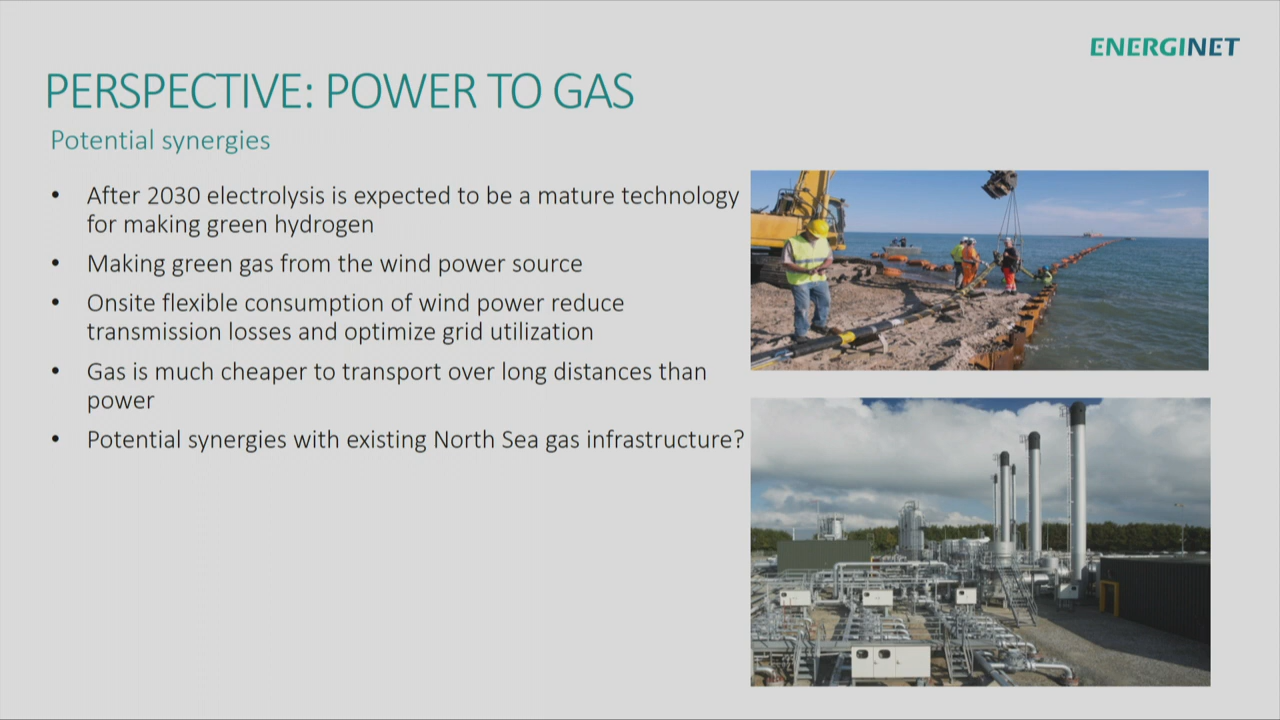 ENERGINET
PERSPECTIVE: POWER TO GAS
Potential synergies
• After 2030 electrolysis is expected to be a mature technology
for making green hydrogen
• Making green gas from the wind power source
• Onsite flexible consumption of wind power reduce
transmission losses and optimize grid utilization
• Gas is much cheaper to transport over long distances than
power
• Potential synergies with existing North Sea gas infrastructure?